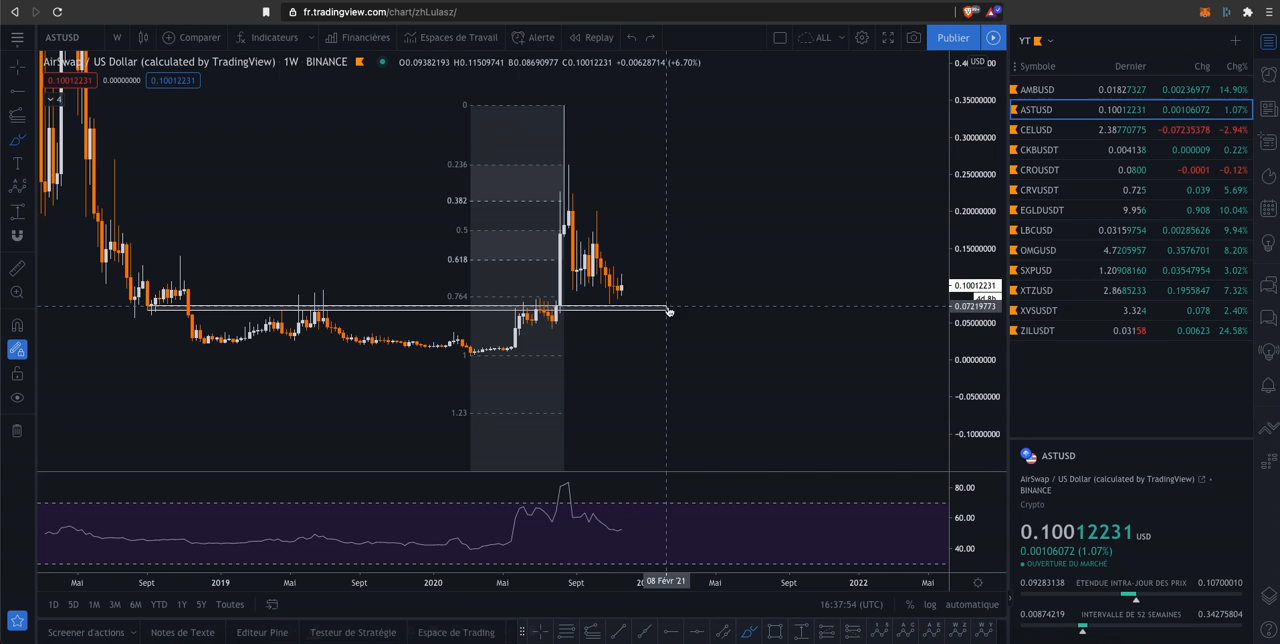 fr.tradingview.com/chart/zhLulasz/
ASTUSD W Comparer Indicateurs Financières Espaces de Travail Alerte Replay ALL Publier
AirSwap / US Dollar (calculated by TradingView) · 1W · BINANCE O0.09382193 H0.11509741 B0.08690977 C0.10012231 +0.00628714 (+6.70%)
0.10012231 0.00000000 0.10012231
4
USD
0.35000000
0.30000000
0.25000000
0.20000000
0.15000000
0.10012231
0.07219773
0.05000000
0.00000000
-0.05000000
-0.10000000
0
0.236
0.382
0.5
0.618
0.764
1
1.23
80.00
60.00
40.00
Mai Sept 2019 Mai Sept 2020 Mai Sept 08 Févr '21 Mai Sept 2022 Mai
1D 5D 1M 3M 6M YTD 1Y 5Y Toutes 16:37:54 (UTC) % log automatique
Screener d'actions Notes de Texte Editeur Pine Testeur de Stratégie Espace de Trading
YT
Symbole Dernier Chg Chg%
AMBUSD 0.01827327 0.00236977 14.90%
ASTUSD 0.10012231 0.00106072 1.07%
CELUSD 2.38770775 -0.07235378 -2.94%
CKBUSDT 0.004138 0.000009 0.22%
CROUSDT 0.0800 -0.0001 -0.12%
CRVUSDT 0.725 0.039 5.69%
EGLDUSDT 9.956 0.908 10.04%
LBCUSD 0.03159754 0.00285626 9.94%
OMGUSD 4.7205957 0.3576701 8.20%
SXPUSD 1.20908160 0.03547954 3.02%
XTZUSD 2.8685233 0.1955847 7.32%
XVSUSDT 3.324 0.078 2.40%
ZILUSDT 0.03158 0.00623 24.58%
ASTUSD
AirSwap / US Dollar (calculated by TradingView) •
BINANCE
Crypto
0.10012231 USD
0.00106072 (1.07%)
OUVERTURE DU MARCHÉ
0.09283138 ÉTENDUE INTRA-JOUR DES PRIX 0.10700010
0.00874219 INTERVALLE DE 52 SEMAINES 0.34275804